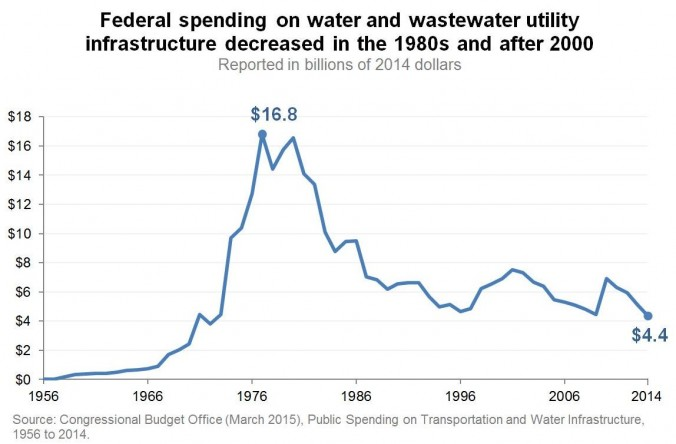 Federal spending on water and wastewater utility
infrastructure decreased in the 1980s and after 2000
Reported in billions of 2014 dollars
$16.8
$18
$16
$14
$12
$10
$8
$6
$4
$2
$0
$4.4
1956 1966 1976 1986 1996 2006 2014
Source: Congressional Budget Office (March 2015), Public Spending on Transportation and Water Infrastructure,
1956 to 2014.